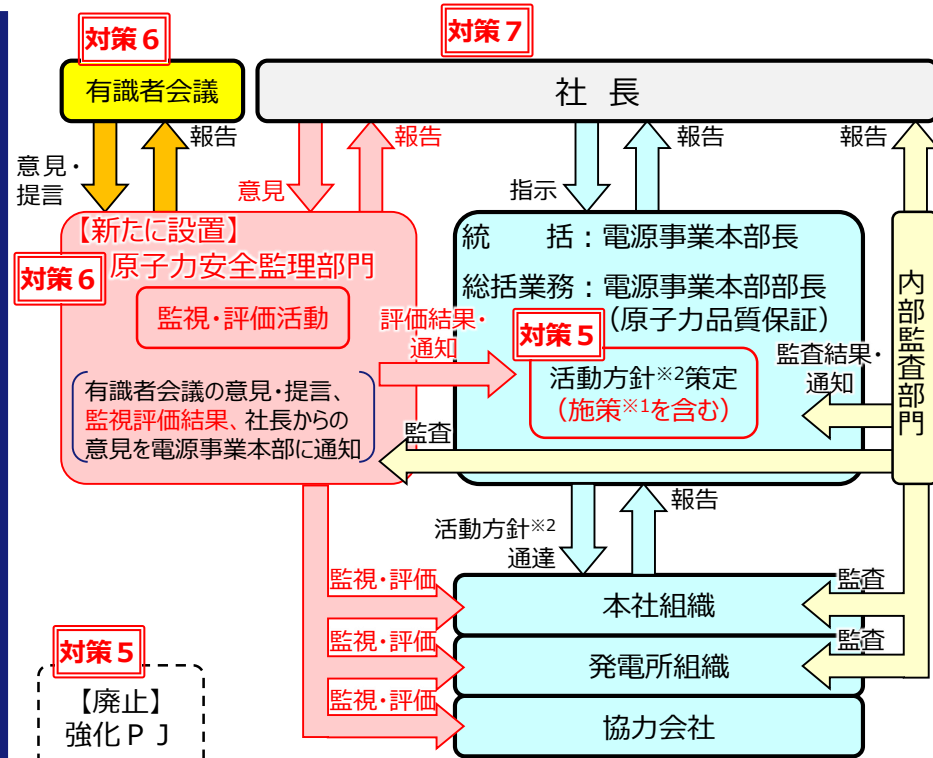 対策６
対策７
有識者会議
社　長
意見・
提言
報告
意見
報告
指示
報告
報告
【新たに設置】
対策６
原子力安全監理部門
監視・評価活動
有識者会議の意見・提言、
監視評価結果、社長からの
意見を電源事業本部に通知
評価結果・
通知
統　　括：電源事業本部長
総括業務：電源事業本部部長
（原子力品質保証）
対策５
活動方針※2策定
（施策※1を含む）
監査結果・
通知
内部監査部門
監査
活動方針※2
通達
報告
監視・評価
本社組織
監査
監視・評価
発電所組織
監査
監視・評価
協力会社
対策５
【廃止】
強化ＰＪ